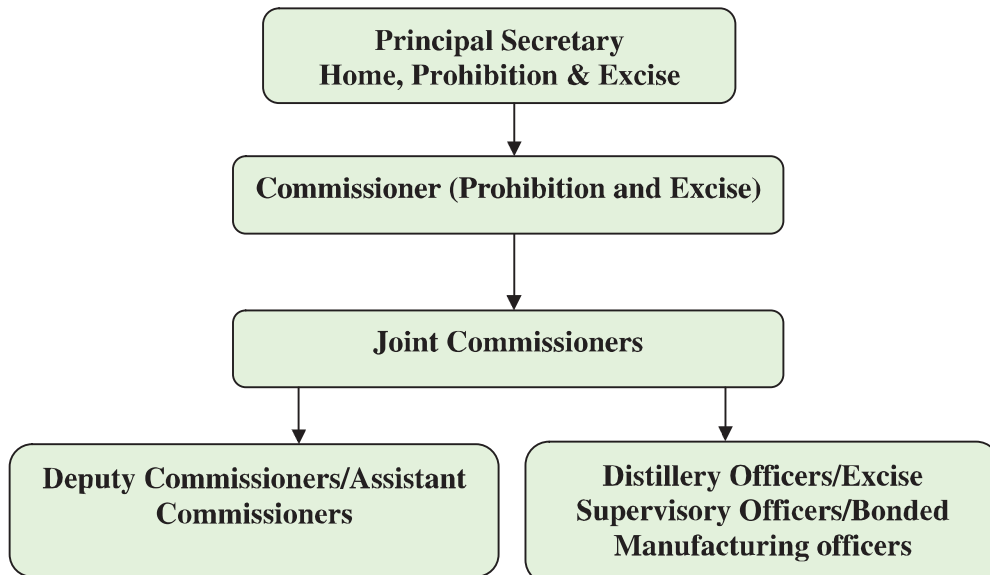 Principal Secretary
Home, Prohibition & Excise
Commissioner (Prohibition and Excise)
Joint Commissioners
Deputy Commissioners/Assistant
Commissioners
Distillery Officers/Excise
Supervisory Officers/Bonded
Manufacturing officers